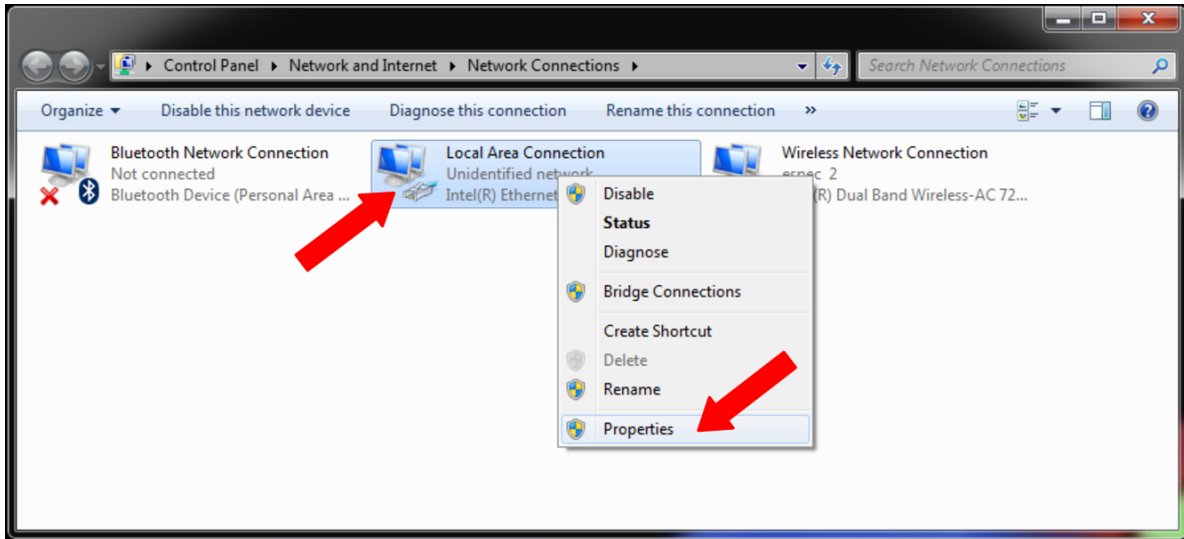 Control Panel Network and Internet Network Connections
Search Network Connections
Organize Disable this network device Diagnose this connection Rename this connection »
Bluetooth Network Connection
Not connected
Bluetooth Device (Personal Area ...
Local Area Connection
Unidentified network
Intel(R) Ethernet
Wireless Network Connection
espec 2
(R) Dual Band Wireless-AC 72...
Disable
Status
Diagnose
Bridge Connections
Create Shortcut
Delete
Rename
Properties